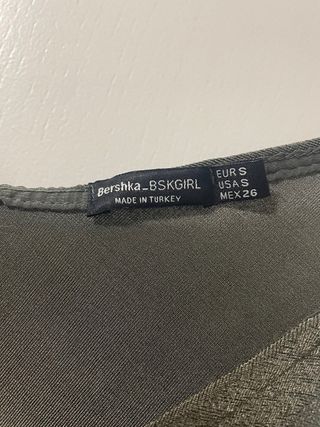 Bershka_BSKGIRL
MADE IN TURKEY
EUR S
USA S
MEX 26